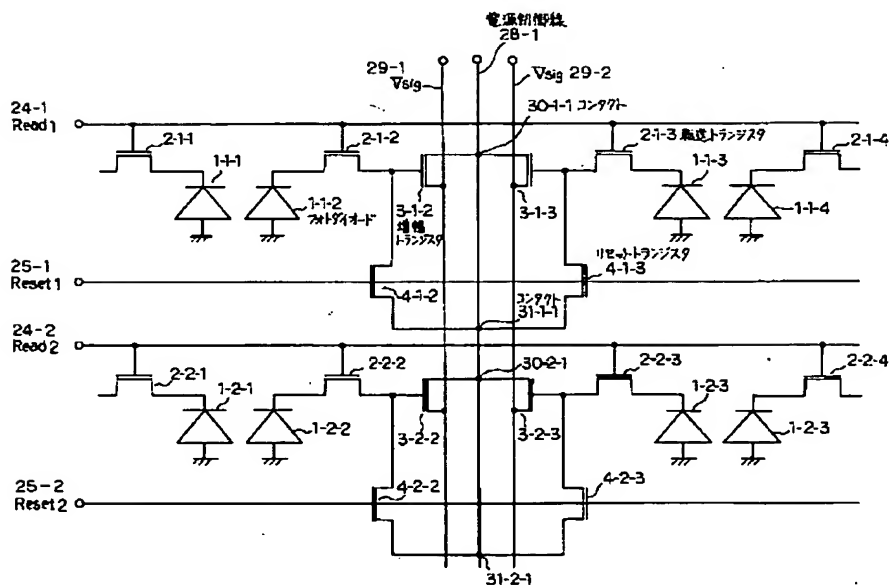 電源制御線
28-1
29-1
Vsig
Vsig 29-2
24-1
Read 1
30-1-1 コンタクト
2-1-1
2-1-2
2-1-3 転送トランジスタ
2-1-4
1-1-1
1-1-2
フォトダイオード
3-1-2
増幅
トランジスタ
3-1-3
1-1-3
1-1-4
25-1
Reset 1
リセットトランジスタ
4-1-3
4-1-2
コンタクト
31-1-1
24-2
Read 2
2-2-1
2-2-2
30-2-1
2-2-3
2-2-4
1-2-1
1-2-2
3-2-2
3-2-3
1-2-3
1-2-3
25-2
Reset 2
4-2-2
4-2-3
31-2-1